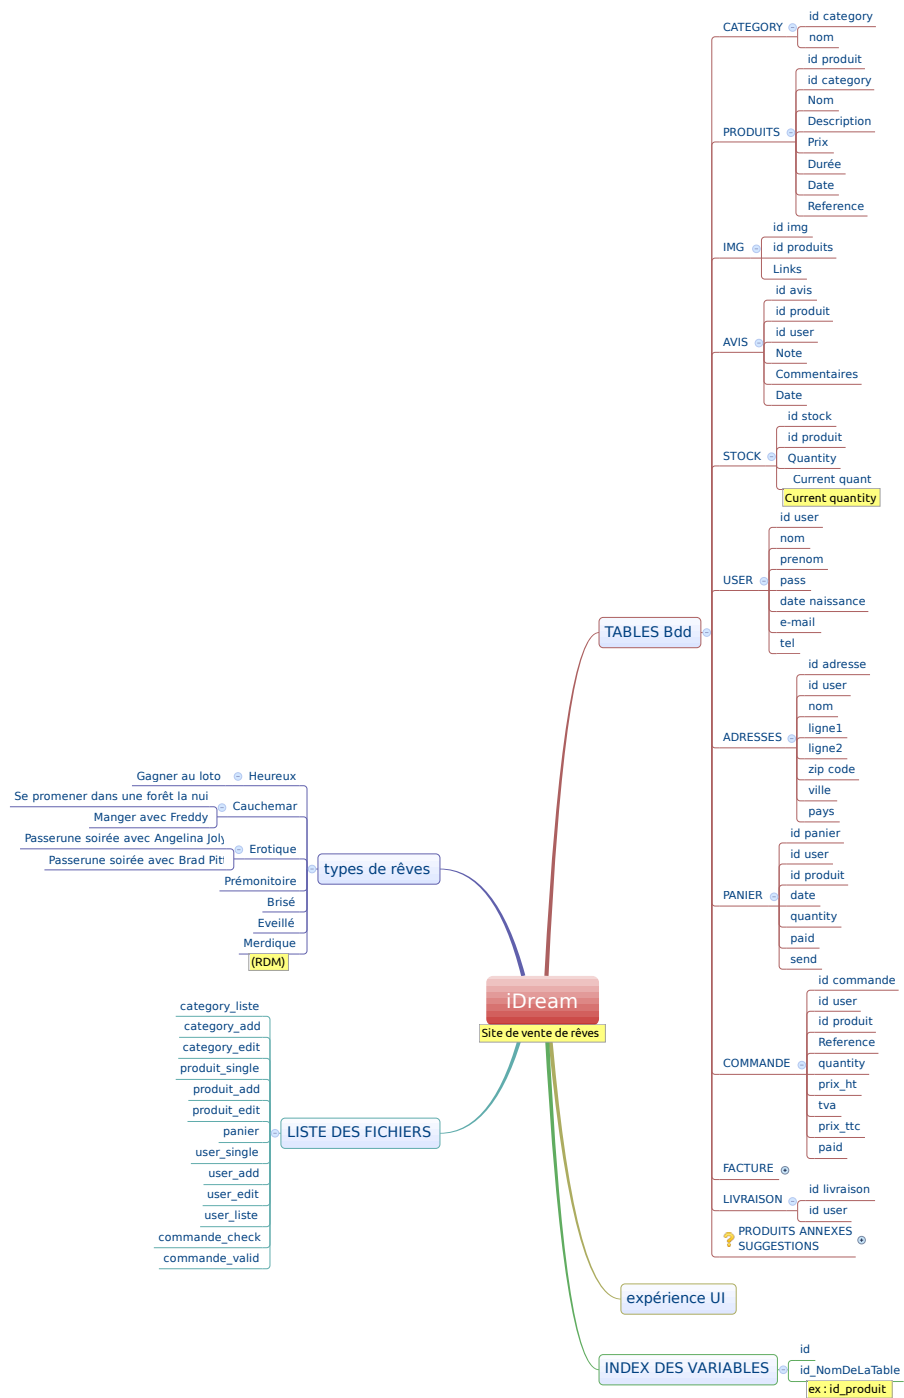 iDream
Site de vente de rêves
TABLES Bdd
CATEGORY
id category
nom
PRODUITS
id produit
id category
Nom
Description
Prix
Durée
Date
Reference
IMG
id img
id produits
Links
AVIS
id avis
id produit
id user
Note
Commentaires
Date
STOCK
id stock
id produit
Quantity
Current quant
Current quantity
USER
id user
nom
prenom
pass
date naissance
e-mail
tel
ADRESSES
id adresse
id user
nom
ligne1
ligne2
zip code
ville
pays
PANIER
id panier
id user
id produit
date
quantity
paid
send
COMMANDE
id commande
id user
id produit
Reference
quantity
prix_ht
tva
prix_ttc
paid
FACTURE
LIVRAISON
id livraison
id user
PRODUITS ANNEXES
SUGGESTIONS
expérience UI
INDEX DES VARIABLES
id
id_NomDeLaTable
ex : id_produit
types de rêves
Heureux
Gagner au loto
Cauchemar
Se promener dans une forêt la nui
Manger avec Freddy
Erotique
Passerune soirée avec Angelina Joly
Passerune soirée avec Brad Pitt
Prémonitoire
Brisé
Eveillé
Merdique
(RDM)
LISTE DES FICHIERS
category_liste
category_add
category_edit
produit_single
produit_add
produit_edit
panier
user_single
user_add
user_edit
user_liste
commande_check
commande_valid